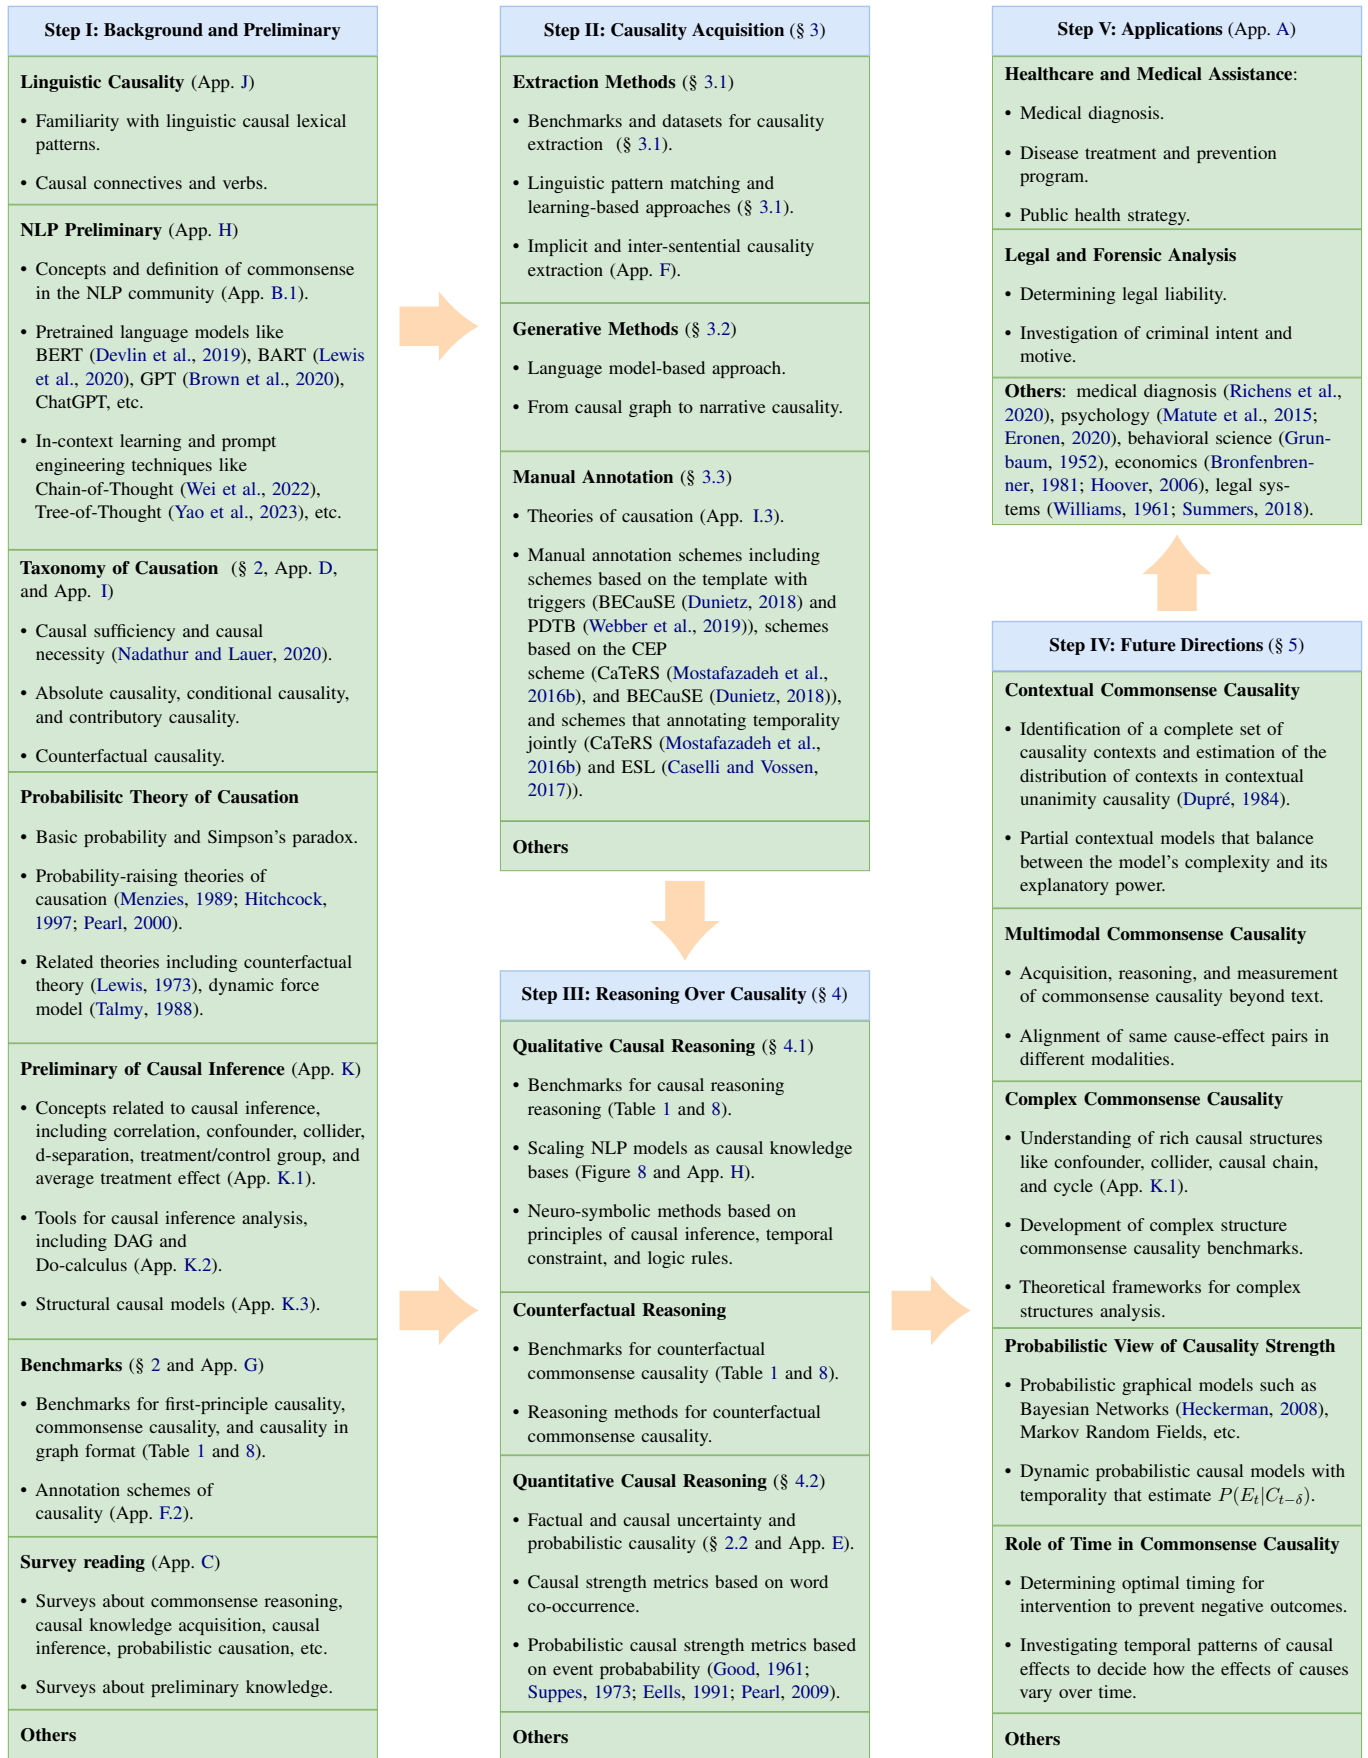 Step I: Background and Preliminary
Linguistic Causality (App. J)
• Familiarity with linguistic causal lexical
patterns.
• Causal connectives and verbs.
NLP Preliminary (App. H)
• Concepts and definition of commonsense
in the NLP community (App. B.1).
• Pretrained language models like
BERT (Devlin et al., 2019), BART (Lewis
et al., 2020), GPT (Brown et al., 2020),
ChatGPT, etc.
• In-context learning and prompt
engineering techniques like
Chain-of-Thought (Wei et al., 2022),
Tree-of-Thought (Yao et al., 2023), etc.
Taxonomy of Causation (§ 2, App. D,
and App. I)
• Causal sufficiency and causal
necessity (Nadathur and Lauer, 2020).
• Absolute causality, conditional causality,
and contributory causality.
• Counterfactual causality.
Probabilisitc Theory of Causation
• Basic probability and Simpson's paradox.
• Probability-raising theories of
causation (Menzies, 1989; Hitchcock,
1997; Pearl, 2000).
• Related theories including counterfactual
theory (Lewis, 1973), dynamic force
model (Talmy, 1988).
Preliminary of Causal Inference (App. K)
• Concepts related to causal inference,
including correlation, confounder, collider,
d-separation, treatment/control group, and
average treatment effect (App. K.1).
• Tools for causal inference analysis,
including DAG and
Do-calculus (App. K.2).
• Structural causal models (App. K.3).
Benchmarks (§ 2 and App. G)
• Benchmarks for first-principle causality,
commonsense causality, and causality in
graph format (Table 1 and 8).
• Annotation schemes of
causality (App. F.2).
Survey reading (App. C)
• Surveys about commonsense reasoning,
causal knowledge acquisition, causal
inference, probabilistic causation, etc.
• Surveys about preliminary knowledge.
Others
Step II: Causality Acquisition (§ 3)
Extraction Methods (§ 3.1)
• Benchmarks and datasets for causality
extraction (§ 3.1).
• Linguistic pattern matching and
learning-based approaches (§ 3.1).
• Implicit and inter-sentential causality
extraction (App. F).
Generative Methods (§ 3.2)
• Language model-based approach.
• From causal graph to narrative causality.
Manual Annotation (§ 3.3)
• Theories of causation (App. I.3).
• Manual annotation schemes including
schemes based on the template with
triggers (BECauSE (Dunietz, 2018) and
PDTB (Webber et al., 2019)), schemes
based on the CEP
scheme (CaTeRS (Mostafazadeh et al.,
2016b), and BECauSE (Dunietz, 2018)),
and schemes that annotating temporality
jointly (CaTeRS (Mostafazadeh et al.,
2016b) and ESL (Caselli and Vossen,
2017)).
Others
Step III: Reasoning Over Causality (§ 4)
Qualitative Causal Reasoning (§ 4.1)
• Benchmarks for causal reasoning
reasoning (Table 1 and 8).
• Scaling NLP models as causal knowledge
bases (Figure 8 and App. H).
• Neuro-symbolic methods based on
principles of causal inference, temporal
constraint, and logic rules.
Counterfactual Reasoning
• Benchmarks for counterfactual
commonsense causality (Table 1 and 8).
• Reasoning methods for counterfactual
commonsense causality.
Quantitative Causal Reasoning (§ 4.2)
• Factual and causal uncertainty and
probabilistic causality (§ 2.2 and App. E).
• Causal strength metrics based on word
co-occurrence.
• Probabilistic causal strength metrics based
on event probabability (Good, 1961;
Suppes, 1973; Eells, 1991; Pearl, 2009).
Others
Step V: Applications (App. A)
Healthcare and Medical Assistance:
• Medical diagnosis.
• Disease treatment and prevention
program.
• Public health strategy.
Legal and Forensic Analysis
• Determining legal liability.
• Investigation of criminal intent and
motive.
Others: medical diagnosis (Richens et al.,
2020), psychology (Matute et al., 2015;
Eronen, 2020), behavioral science (Grun-
baum, 1952), economics (Bronfenbren-
ner, 1981; Hoover, 2006), legal sys-
tems (Williams, 1961; Summers, 2018).
Step IV: Future Directions (§ 5)
Contextual Commonsense Causality
• Identification of a complete set of
causality contexts and estimation of the
distribution of contexts in contextual
unanimity causality (Dupré, 1984).
• Partial contextual models that balance
between the model's complexity and its
explanatory power.
Multimodal Commonsense Causality
• Acquisition, reasoning, and measurement
of commonsense causality beyond text.
• Alignment of same cause-effect pairs in
different modalities.
Complex Commonsense Causality
• Understanding of rich causal structures
like confounder, collider, causal chain,
and cycle (App. K.1).
• Development of complex structure
commonsense causality benchmarks.
• Theoretical frameworks for complex
structures analysis.
Probabilistic View of Causality Strength
• Probabilistic graphical models such as
Bayesian Networks (Heckerman, 2008),
Markov Random Fields, etc.
• Dynamic probabilistic causal models with
temporality that estimate $P(E_t|C_{t-\delta})$.
Role of Time in Commonsense Causality
• Determining optimal timing for
intervention to prevent negative outcomes.
• Investigating temporal patterns of causal
effects to decide how the effects of causes
vary over time.
Others